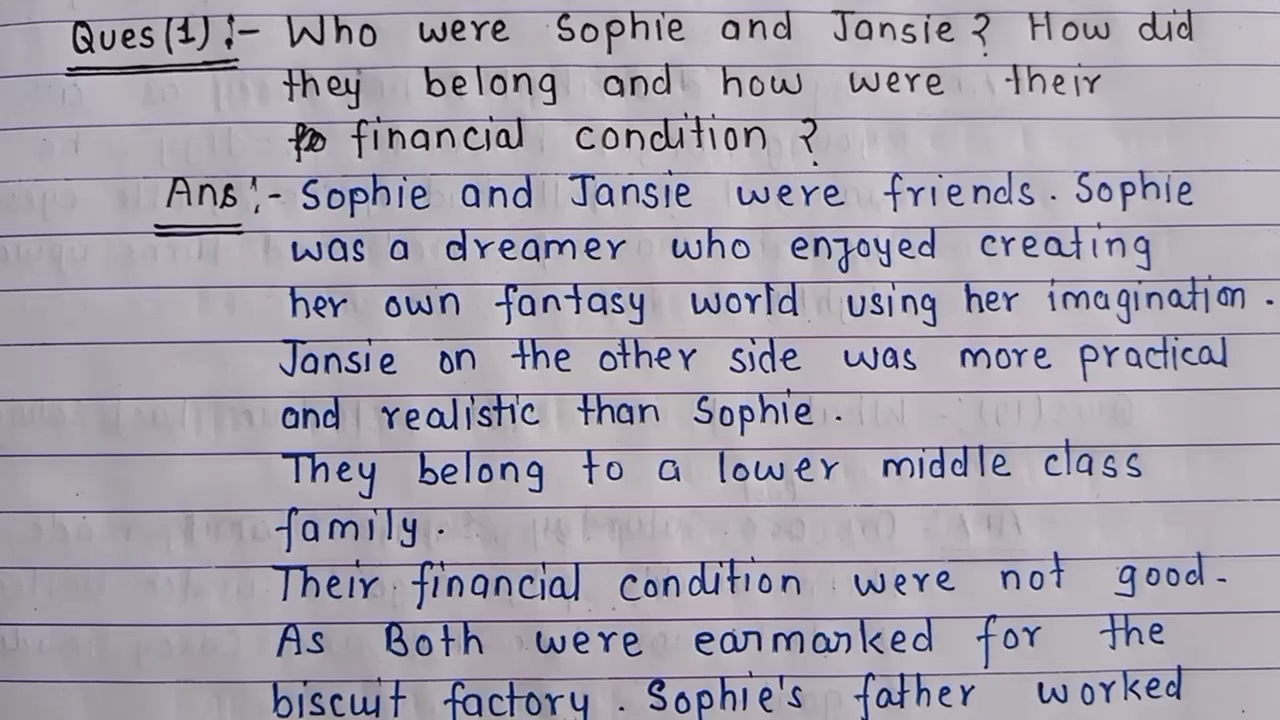 Ques(1):- Who were Sophie and Jansie? How did
they belong and how were their
financial condition?
Ans:- Sophie and Jansie were friends. Sophie
was a dreamer who enjoyed creating
her own fantasy world using her imagination.
Jansie on the other side was more practical
and realistic than Sophie.
They belong to a lower middle class
family.
Their financial condition were not good.
As Both were earmarked for the
biscuit factory. Sophie's father worked